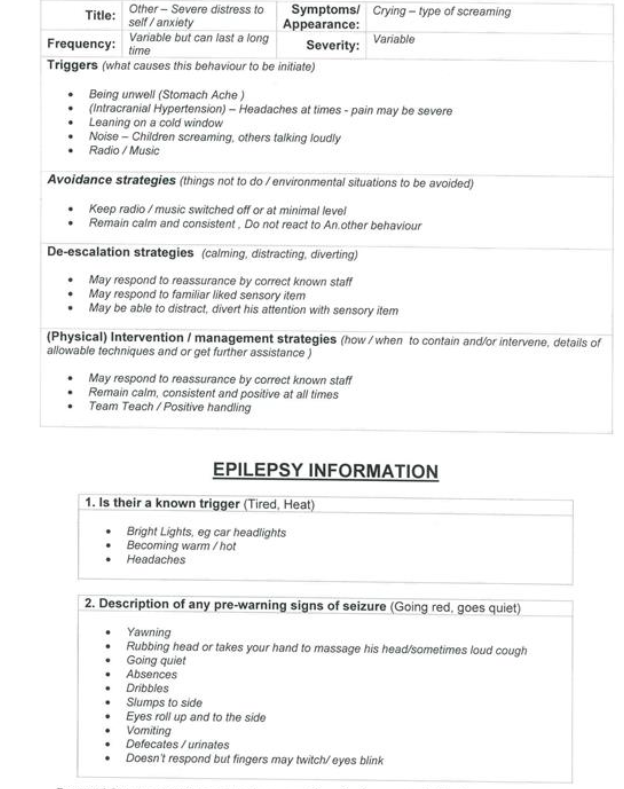 Title: Other – Severe distress to self / anxiety Symptoms/ Appearance: Crying – type of screaming
Frequency: Variable but can last a long time Severity: Variable
Triggers (what causes this behaviour to be initiate)
• Being unwell (Stomach Ache )
• (Intracranial Hypertension) – Headaches at times - pain may be severe
• Leaning on a cold window
• Noise – Children screaming, others talking loudly
• Radio / Music
Avoidance strategies (things not to do / environmental situations to be avoided)
• Keep radio / music switched off or at minimal level
• Remain calm and consistent , Do not react to An.other behaviour
De-escalation strategies (calming, distracting, diverting)
• May respond to reassurance by correct known staff
• May respond to familiar liked sensory item
• May be able to distract, divert his attention with sensory item
(Physical) Intervention / management strategies (how / when to contain and/or intervene, details of
allowable techniques and or get further assistance )
• May respond to reassurance by correct known staff
• Remain calm, consistent and positive at all times
• Team Teach / Positive handling
EPILEPSY INFORMATION
1. Is their a known trigger (Tired, Heat)
• Bright Lights, eg car headlights
• Becoming warm / hot
• Headaches
2. Description of any pre-warning signs of seizure (Going red, goes quiet)
• Yawning
• Rubbing head or takes your hand to massage his head/sometimes loud cough
• Going quiet
• Absences
• Dribbles
• Slumps to side
• Eyes roll up and to the side
• Vomiting
• Defecates / urinates
• Doesn't respond but fingers may twitch/ eyes blink